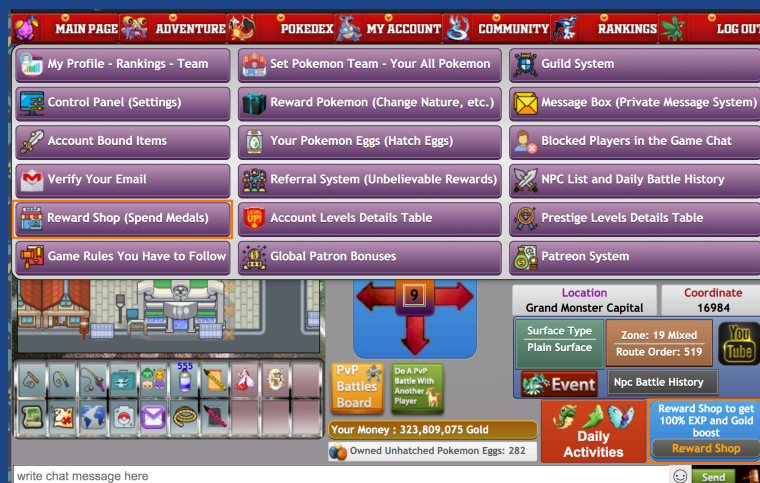 MAIN PAGE ADVENTURE POKEDEX MY ACCOUNT COMMUNITY RANKINGS LOG OUT
My Profile - Rankings - Team
Set Pokemon Team - Your All Pokemon
Guild System
Control Panel (Settings)
Reward Pokemon (Change Nature, etc.)
Message Box (Private Message System)
Account Bound Items
Your Pokemon Eggs (Hatch Eggs)
Blocked Players in the Game Chat
Verify Your Email
Referral System (Unbelievable Rewards)
NPC List and Daily Battle History
Reward Shop (Spend Medals)
LEVEL UP!
Account Levels Details Table
Prestige Levels Details Table
Game Rules You Have to Follow
Global Patron Bonuses
Patreon System
9
Location
Grand Monster Capital
Coordinate
16984
Surface Type
Plain Surface
Zone: 19 Mixed
Route Order: 519
You
Tube
Event
Npc Battle History
555
PvP
Battles
Board
Do A PvP
Battle With
Another
Player
Your Money : 323,809,075 Gold
Owned Unhatched Pokemon Eggs: 282
Daily
Activities
Reward Shop to get
100% EXP and Gold
boost
Reward Shop
write chat message here
Send